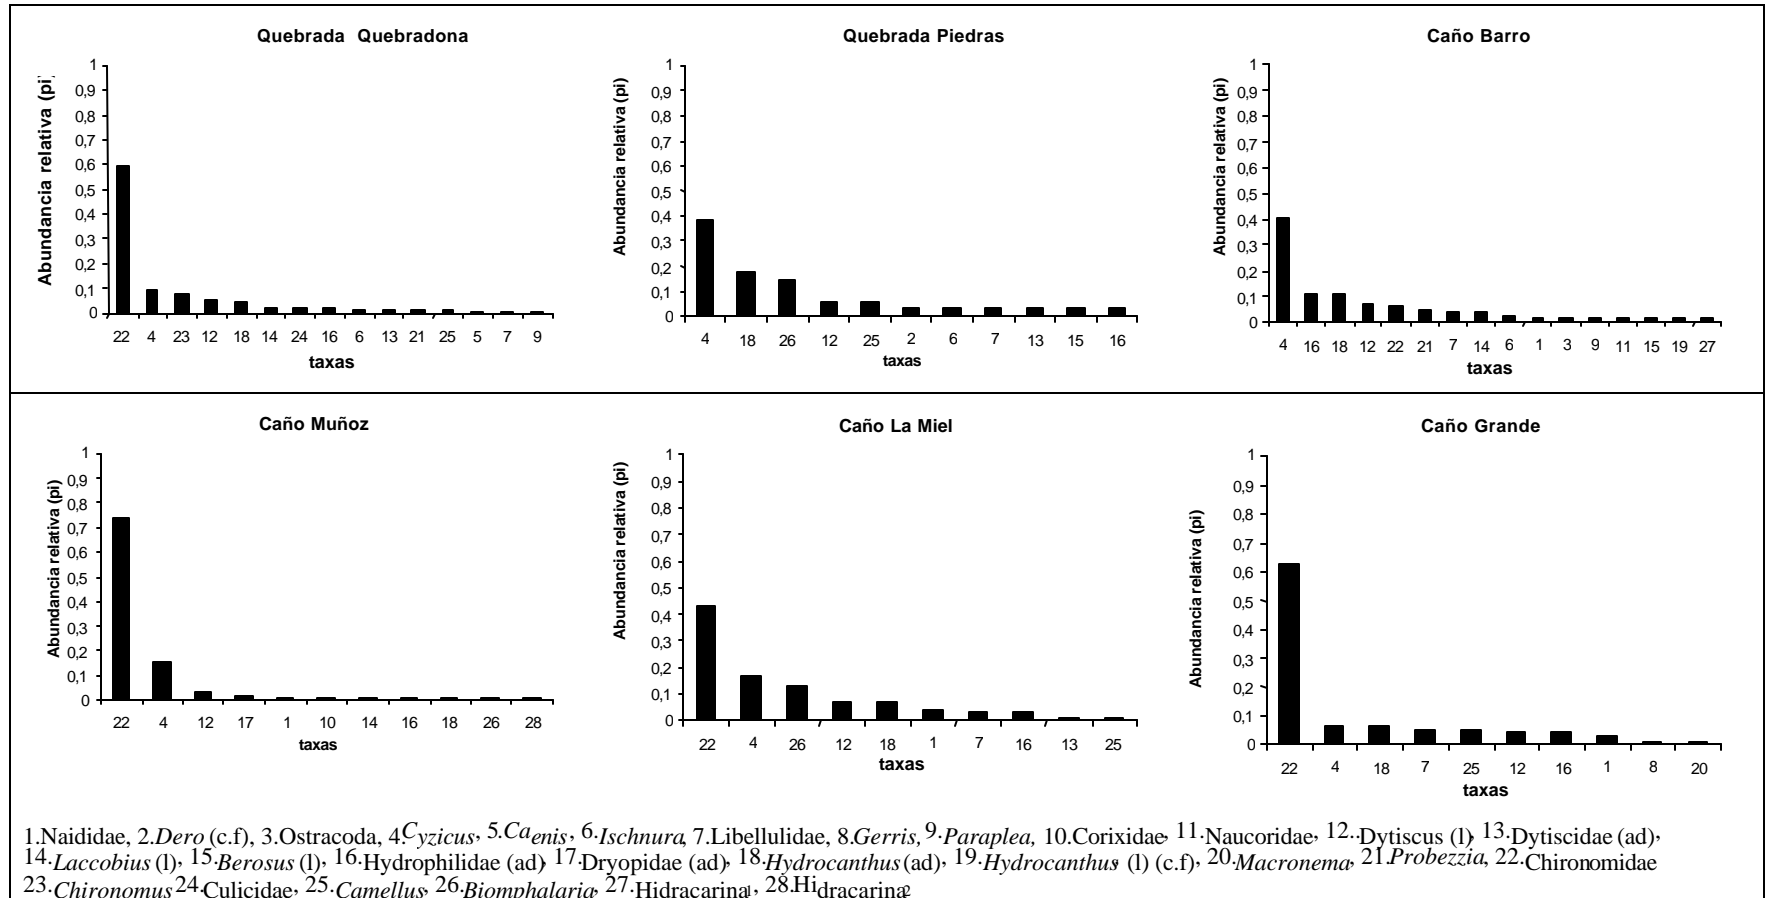 Quebrada Quebradona
Abundancia relativa (pi)
1
0,9
0,8
0,7
0,6
0,5
0,4
0,3
0,2
0,1
0
22 4 23 12 18 14 24 16 6 13 21 25 5 7 9
taxas
Quebrada Piedras
Abundancia relativa (pi)
1
0,9
0,8
0,7
0,6
0,5
0,4
0,3
0,2
0,1
0
4 18 26 12 25 2 6 7 13 15 16
taxas
Caño Barro
Abundancia relativa (pi)
1
0,9
0,8
0,7
0,6
0,5
0,4
0,3
0,2
0,1
0
4 16 18 12 22 21 7 14 6 1 3 9 11 15 19 27
taxas
Caño Muñoz
Abundancia relativa (pi)
1
0,9
0,8
0,7
0,6
0,5
0,4
0,3
0,2
0,1
0
22 4 12 17 1 10 14 16 18 26 28
taxas
Caño La Miel
Abundancia relativa (pi)
1
0,9
0,8
0,7
0,6
0,5
0,4
0,3
0,2
0,1
0
22 4 26 12 18 1 7 16 13 25
taxas
Caño Grande
Abundancia relativa (pi)
1
0,9
0,8
0,7
0,6
0,5
0,4
0,3
0,2
0,1
0
22 4 18 7 25 12 16 1 8 20
taxas
1.Naididae, 2.Dero (c.f), 3.Ostracoda, 4.Cyzicus, 5.Caenis, 6.Ischnura, 7.Libellulidae, 8.Gerris, 9.Paraplea, 10.Corixidae, 11.Naucoridae, 12..Dytiscus (l), 13.Dytiscidae (ad),
14.Laccobius (l), 15.Berosus (l), 16.Hydrophilidae (ad) 17.Dryopidae (ad), 18.Hydrocanthus (ad), 19.Hydrocanthus (l) (c.f), 20.Macronema, 21.Probezzia, 22.Chironomidae
23.Chironomus 24.Culicidae, 25.Camellus, 26.Biomphalaria, 27.Hidracarina1, 28.Hidracarina2